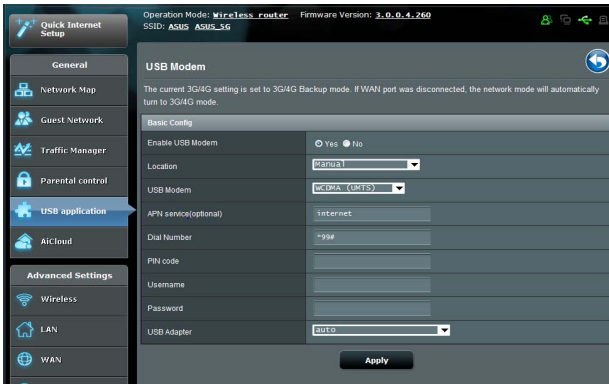 Quick Internet Setup
Operation Mode: Wireless router Firmware Version: 3.0.0.4.260
SSID: ASUS ASUS_5G
General
Network Map
Guest Network
Traffic Manager
Parental control
USB application
AiCloud
Advanced Settings
Wireless
LAN
WAN
USB Modem
The current 3G/4G setting is set to 3G/4G Backup mode. If WAN port was disconnected, the network mode will automatically
turn to 3G/4G mode.
Basic Config
Enable USB Modem Yes No
Location Manual
USB Modem WCDMA (UMTS)
APN service(optional) internet
Dial Number *99#
PIN code
Username
Password
USB Adapter auto
Apply